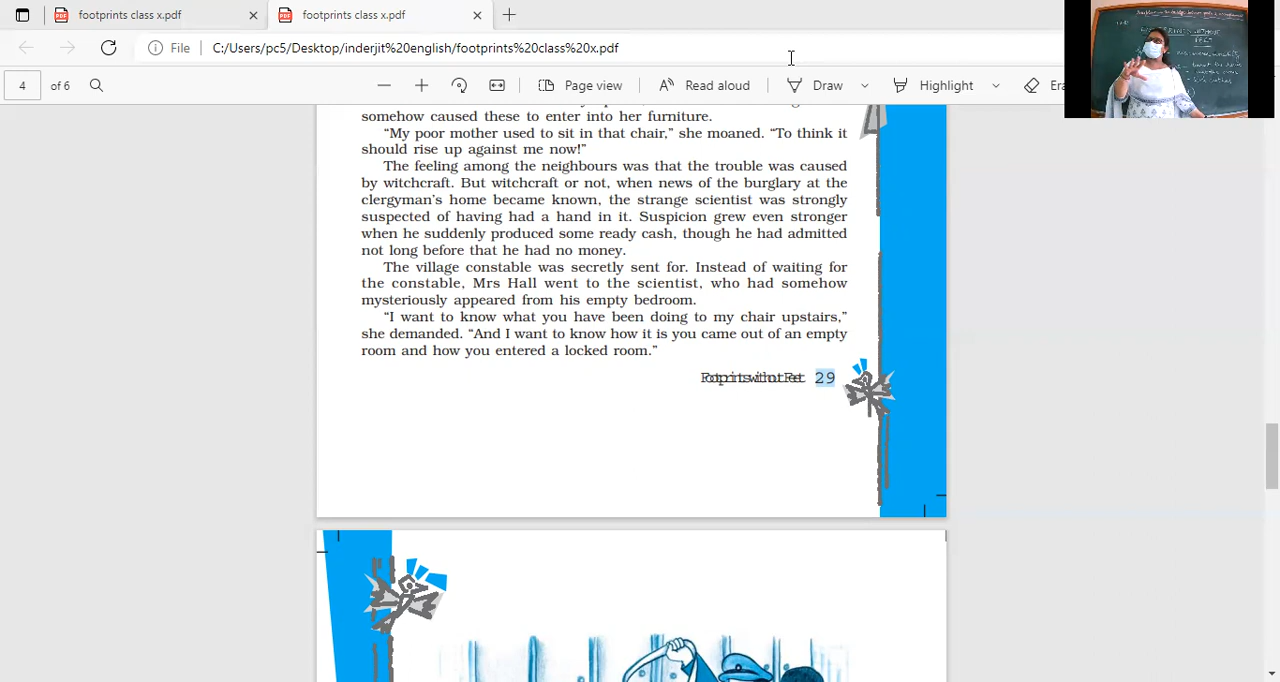 footprints class x.pdf
footprints class x.pdf
File
C:/Users/pc5/Desktop/inderjit%20english/footprints%20class%20x.pdf
4 of 6
Page view
Read aloud
Draw
Highlight
somehow caused these to enter into her furniture.
“My poor mother used to sit in that chair,” she moaned. “To think it
should rise up against me now!”
The feeling among the neighbours was that the trouble was caused
by witchcraft. But witchcraft or not, when news of the burglary at the
clergyman’s home became known, the strange scientist was strongly
suspected of having had a hand in it. Suspicion grew even stronger
when he suddenly produced some ready cash, though he had admitted
not long before that he had no money.
The village constable was secretly sent for. Instead of waiting for
the constable, Mrs Hall went to the scientist, who had somehow
mysteriously appeared from his empty bedroom.
“I want to know what you have been doing to my chair upstairs,”
she demanded. “And I want to know how it is you came out of an empty
room and how you entered a locked room.”
Footprints without Feet 29